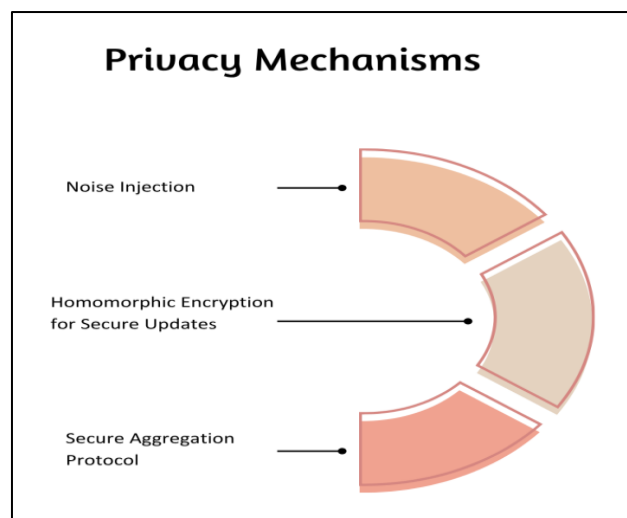 Privacy Mechanisms
Noise Injection
Homomorphic Encryption
for Secure Updates
Secure Aggregation
Protocol